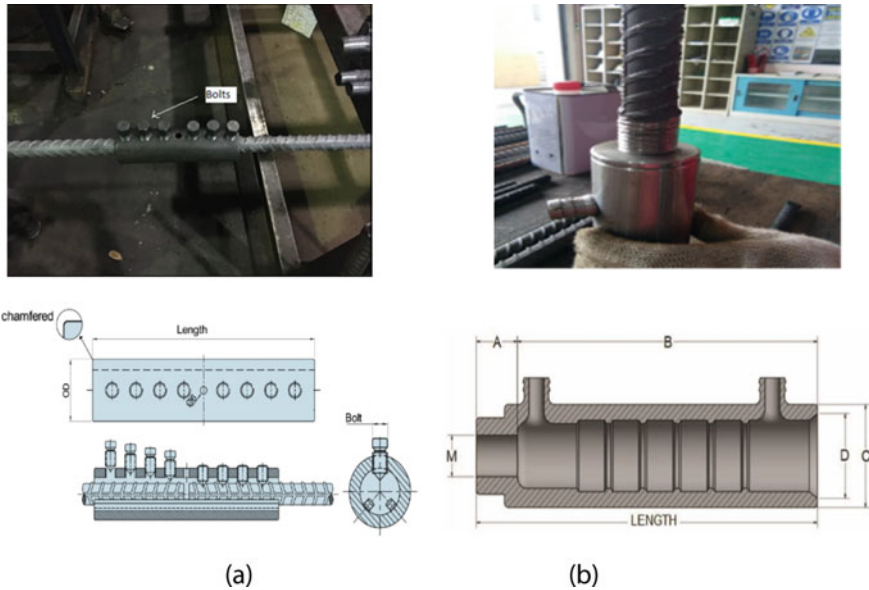 Bolts
chamfered
Length
OD
Bolt
A
B
M
D
C
LENGTH
(a)
(b)